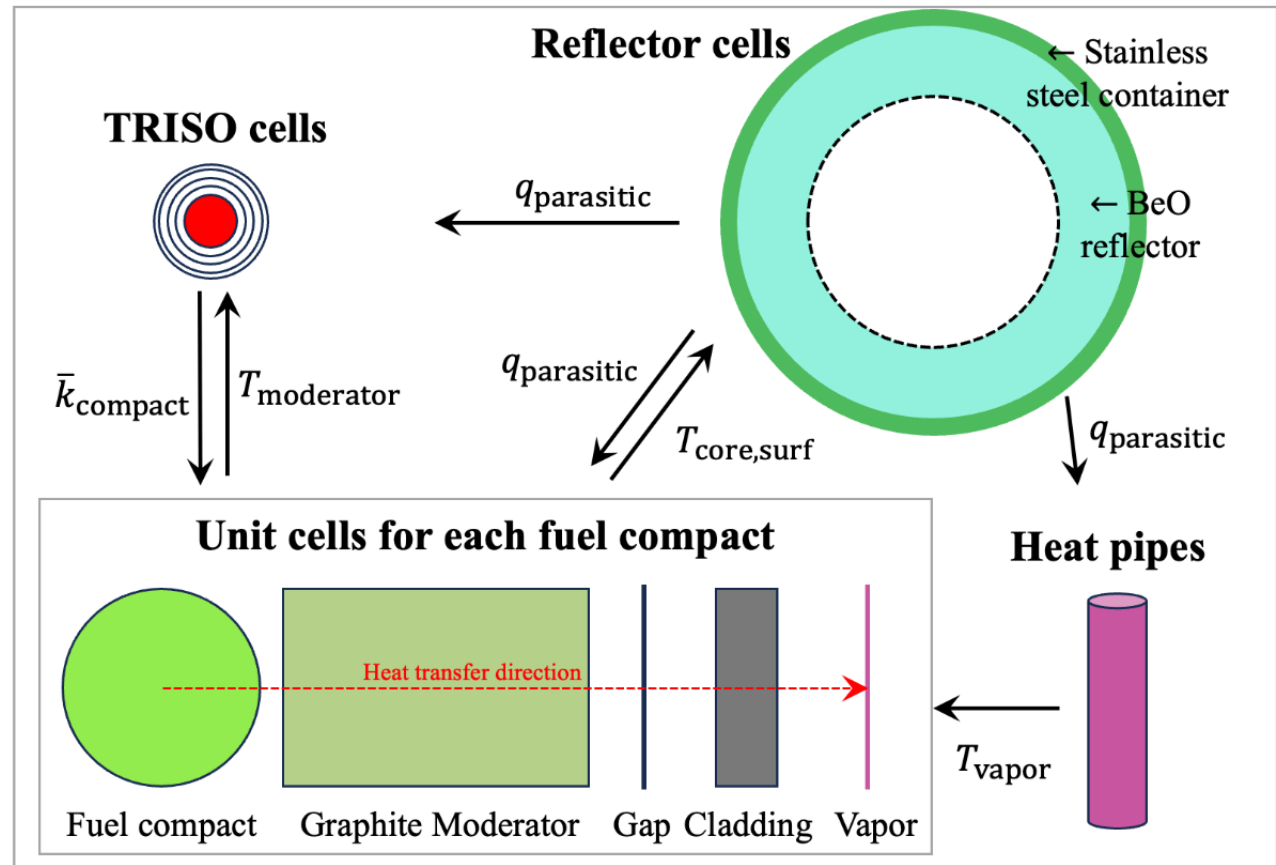 Reflector cells
← Stainless
steel container
TRISO cells
q_parasitic
← BeO
reflector
k̄_compact
T_moderator
q_parasitic
T_core,surf
q_parasitic
Unit cells for each fuel compact
Heat pipes
Heat transfer direction
T_vapor
Fuel compact
Graphite Moderator
Gap
Cladding
Vapor